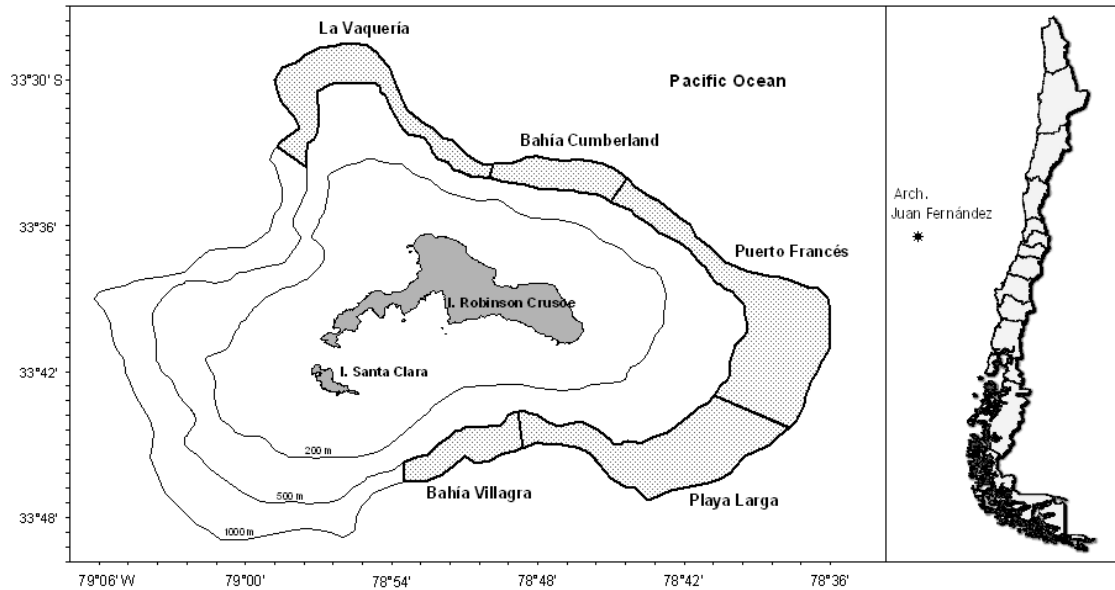 La Vaquería
33°30' S
Pacific Ocean
Bahía Cumberland
Arch.
Juan Fernández
33°36'
Puerto Francés
I. Robinson Crusoe
33°42'
I. Santa Clara
200 m
500 m
Bahía Villagra
Playa Larga
33°48'
1000 m
79°06' W
79°00'
78°54'
78°48'
78°42'
78°36'